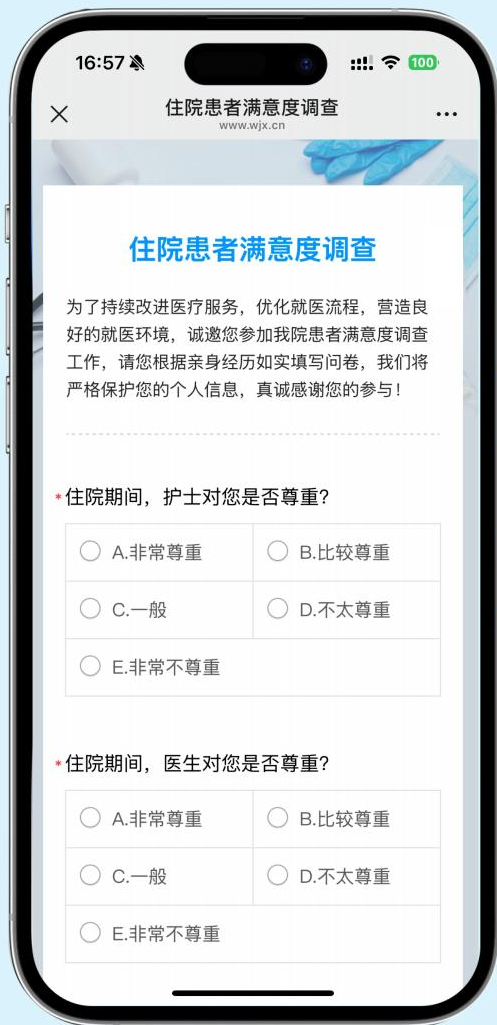 16:57
100
住院患者满意度调查
www.wjx.cn
住院患者满意度调查
为了持续改进医疗服务，优化就医流程，营造良
好的就医环境，诚邀您参加我院患者满意度调查
工作，请您根据亲身经历如实填写问卷，我们将
严格保护您的个人信息，真诚感谢您的参与！
*住院期间，护士对您是否尊重？
A.非常尊重 B.比较尊重
C.一般 D.不太尊重
E.非常不尊重
*住院期间，医生对您是否尊重？
A.非常尊重 B.比较尊重
C.一般 D.不太尊重
E.非常不尊重